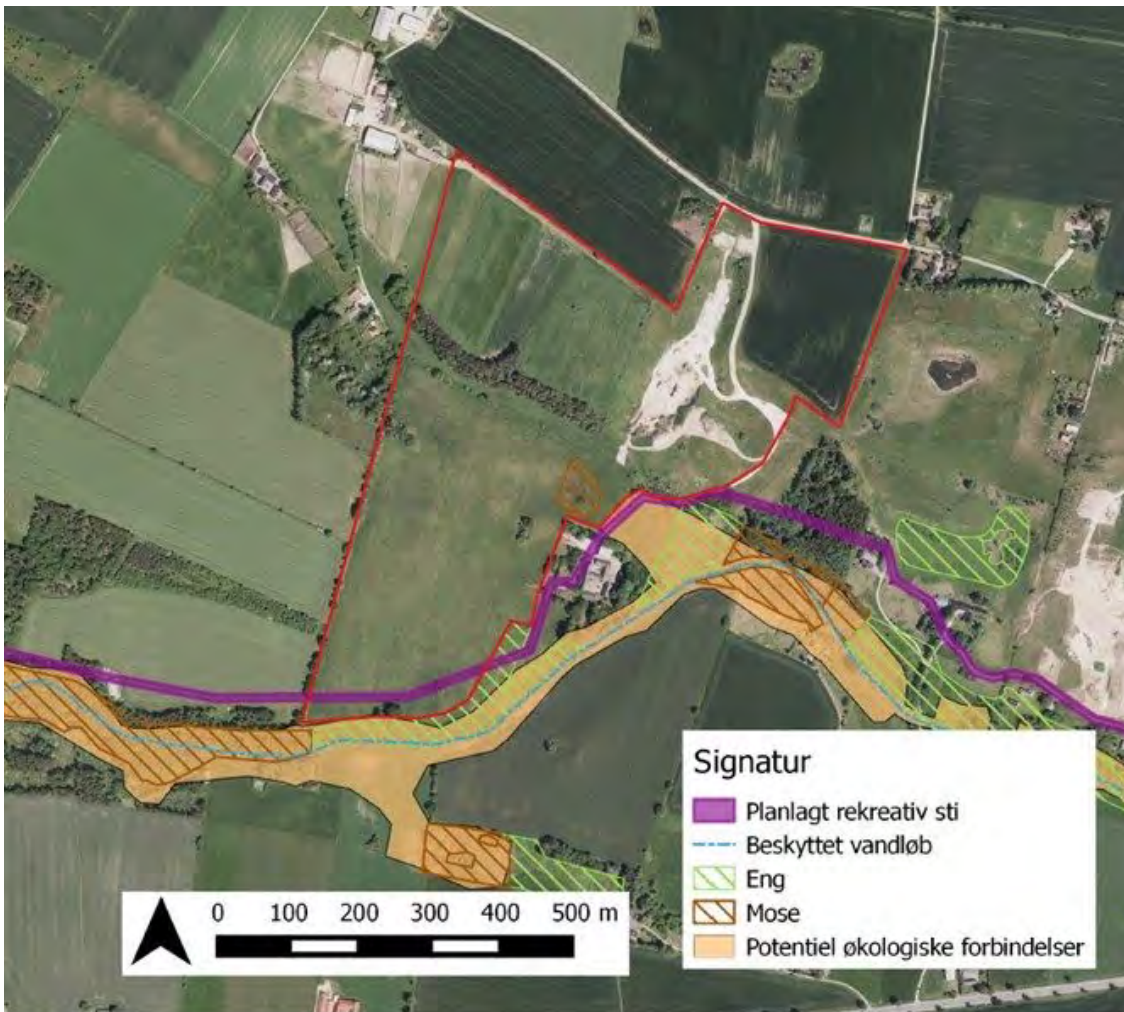 Signatur
Planlagt rekreativ sti
Beskyttet vandløb
Eng
Mose
Potentiel økologiske forbindelser
0 100 200 300 400 500 m